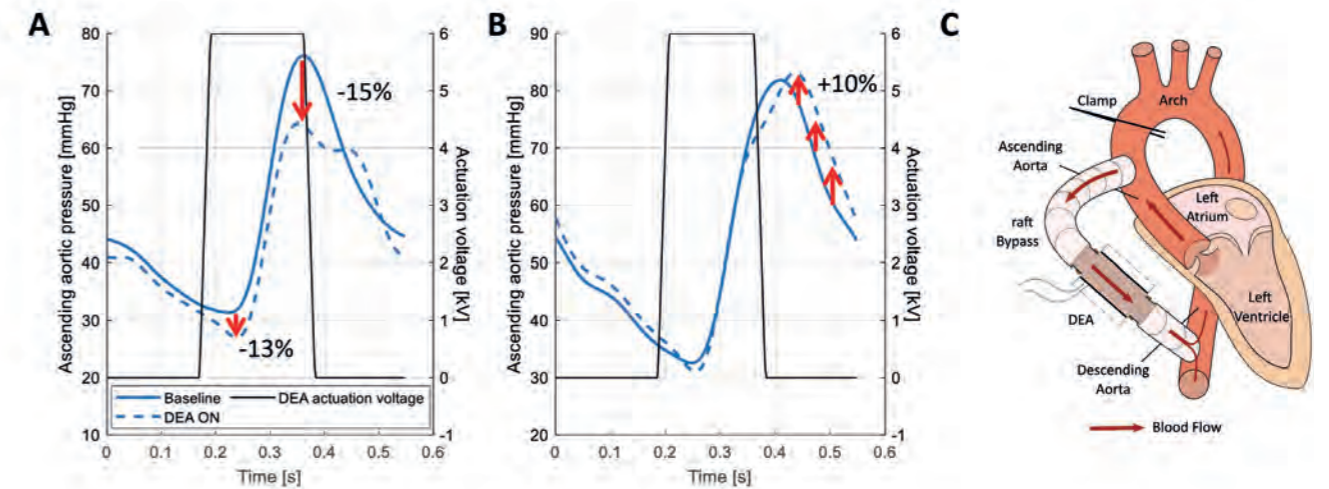 A
80
70
60
50
40
30
20
10
Ascending aortic pressure [mmHg]
6
5
4
3
2
1
0
-1
Actuation voltage [kV]
-15%
-13%
Baseline
DEA actuation voltage
DEA ON
0
0.1
0.2
0.3
0.4
0.5
0.6
Time [s]
B
90
80
70
60
50
40
30
20
Ascending aortic pressure [mmHg]
6
5
4
3
2
1
0
-1
Actuation voltage [kV]
+10%
0
0.1
0.2
0.3
0.4
0.5
0.6
Time [s]
C
Clamp
Arch
Ascending
Aorta
Left
Atrium
raft
Bypass
Left
Ventricle
DEA
Descending
Aorta
Blood Flow